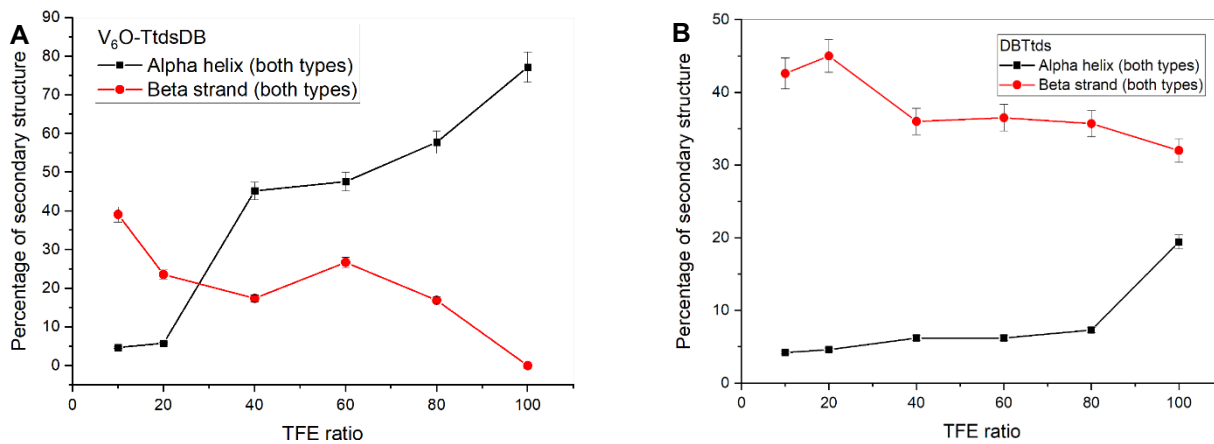 A
V₆O-TtdsDB
Alpha helix (both types)
Beta strand (both types)
Percentage of secondary structure
90
80
70
60
50
40
30
20
10
0
0 20 40 60 80 100
TFE ratio
B
DBTtds
Alpha helix (both types)
Beta strand (both types)
Percentage of secondary structure
50
40
30
20
10
0
0 20 40 60 80 100
TFE ratio